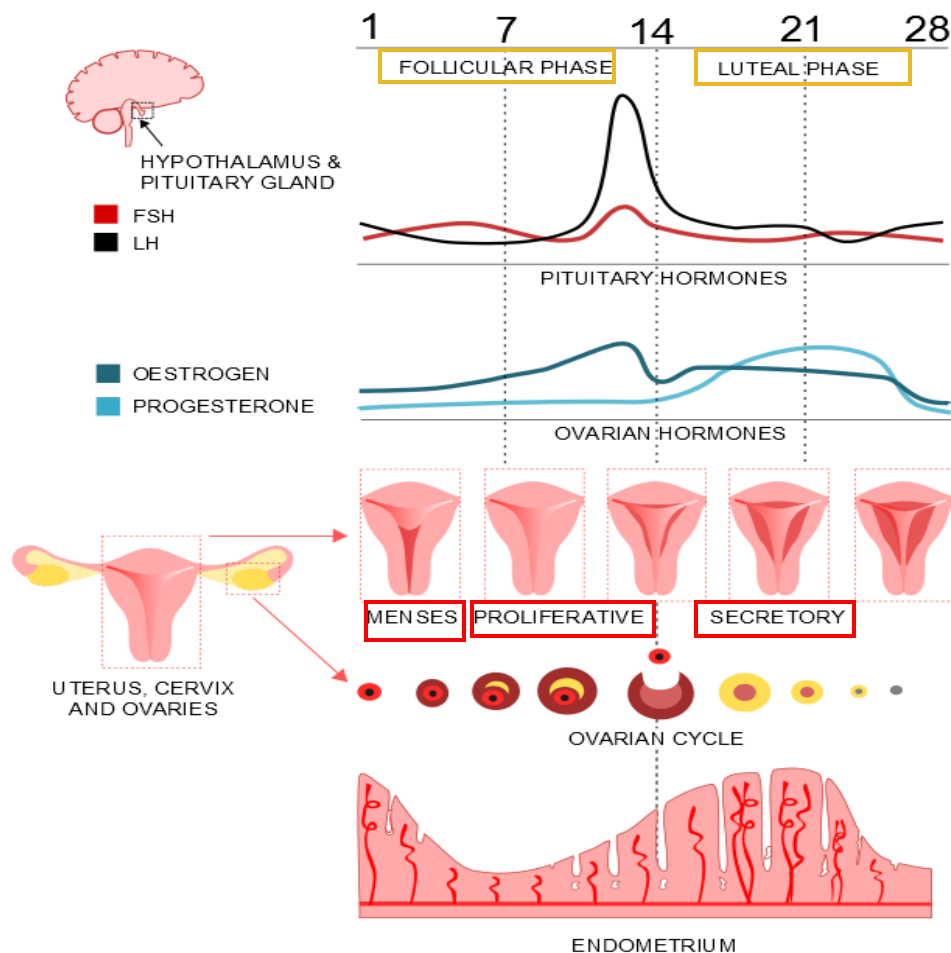 1 7 14 21 28
FOLLICULAR PHASE LUTEAL PHASE
HYPOTHALAMUS &
PITUITARY GLAND
FSH
LH
PITUITARY HORMONES
OESTROGEN
PROGESTERONE
OVARIAN HORMONES
MENSES PROLIFERATIVE SECRETORY
UTERUS, CERVIX
AND OVARIES
OVARIAN CYCLE
ENDOMETRIUM